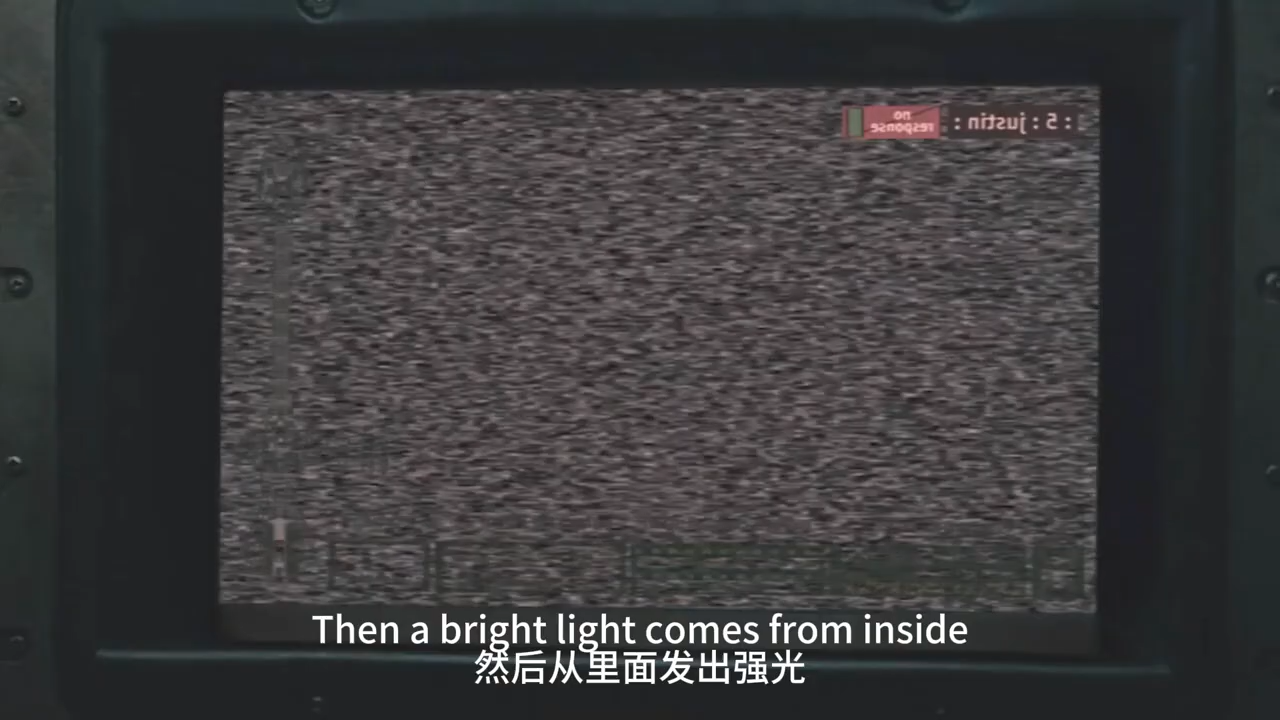 no
response
: 5 : justin :
Then a bright light comes from inside
然后从里面发出强光